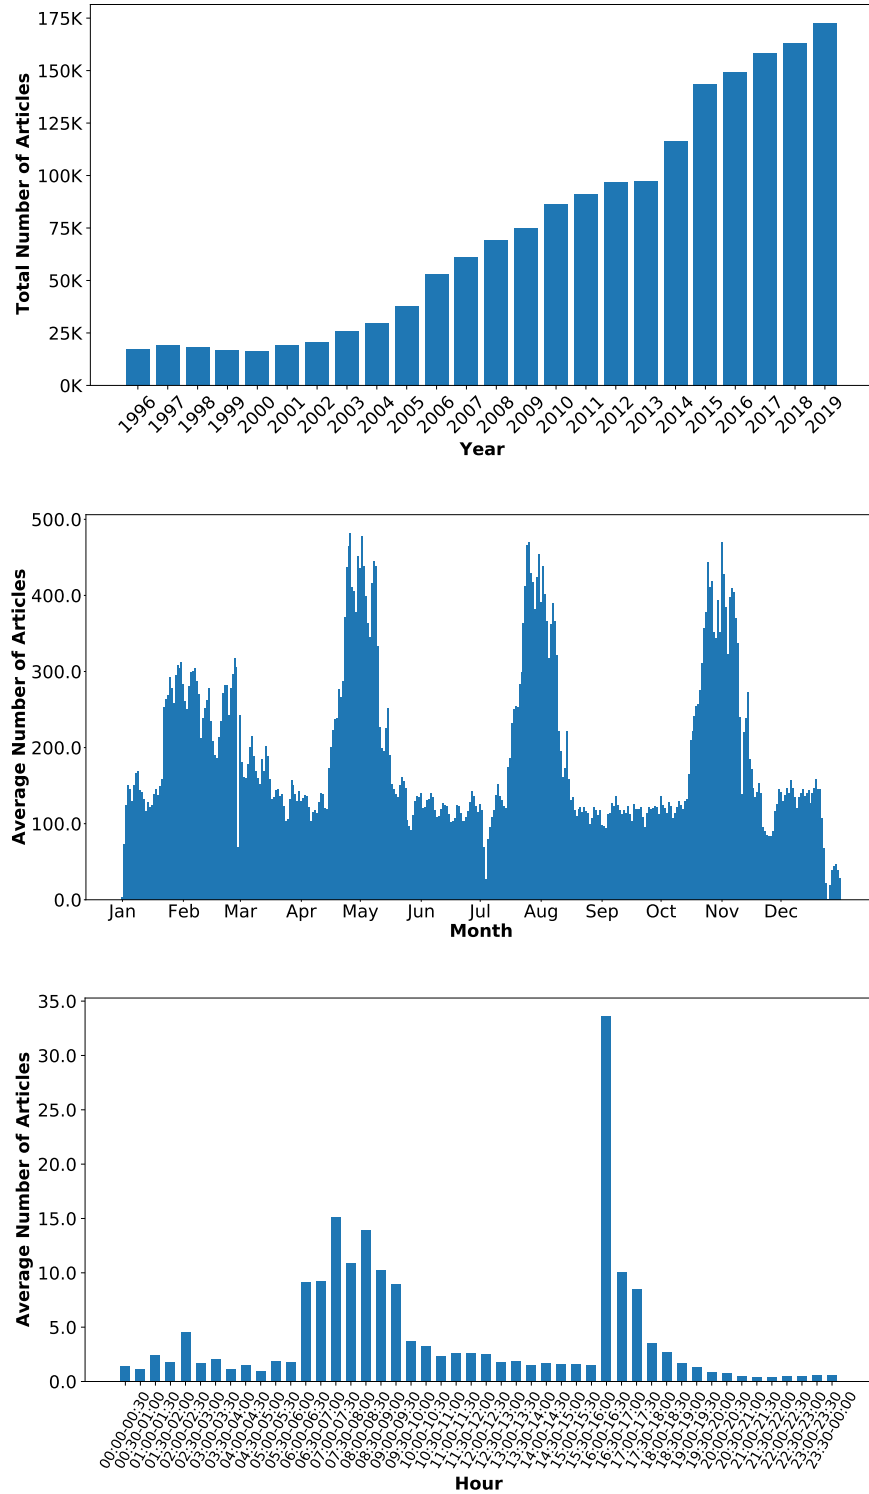 175K
150K
125K
100K
75K
50K
25K
0K
Total Number of Articles
1996 1997 1998 1999 2000 2001 2002 2003 2004 2005 2006 2007 2008 2009 2010 2011 2012 2013 2014 2015 2016 2017 2018 2019
Year
500.0
400.0
300.0
200.0
100.0
0.0
Average Number of Articles
Jan Feb Mar Apr May Jun Jul Aug Sep Oct Nov Dec
Month
35.0
30.0
25.0
20.0
15.0
10.0
5.0
0.0
Average Number of Articles
00:00-00:30 00:30-01:00 01:00-01:30 01:30-02:00 02:00-02:30 02:30-03:00 03:00-03:30 03:30-04:00 04:00-04:30 04:30-05:00 05:00-05:30 05:30-06:00 06:00-06:30 06:30-07:00 07:00-07:30 07:30-08:00 08:00-08:30 08:30-09:00 09:00-09:30 09:30-10:00 10:00-10:30 10:30-11:00 11:00-11:30 11:30-12:00 12:00-12:30 12:30-13:00 13:00-13:30 13:30-14:00 14:00-14:30 14:30-15:00 15:00-15:30 15:30-16:00 16:00-16:30 16:30-17:00 17:00-17:30 17:30-18:00 18:00-18:30 18:30-19:00 19:00-19:30 19:30-20:00 20:00-20:30 20:30-21:00 21:00-21:30 21:30-22:00 22:00-22:30 22:30-23:00 23:00-23:30 23:30-00:00
Hour